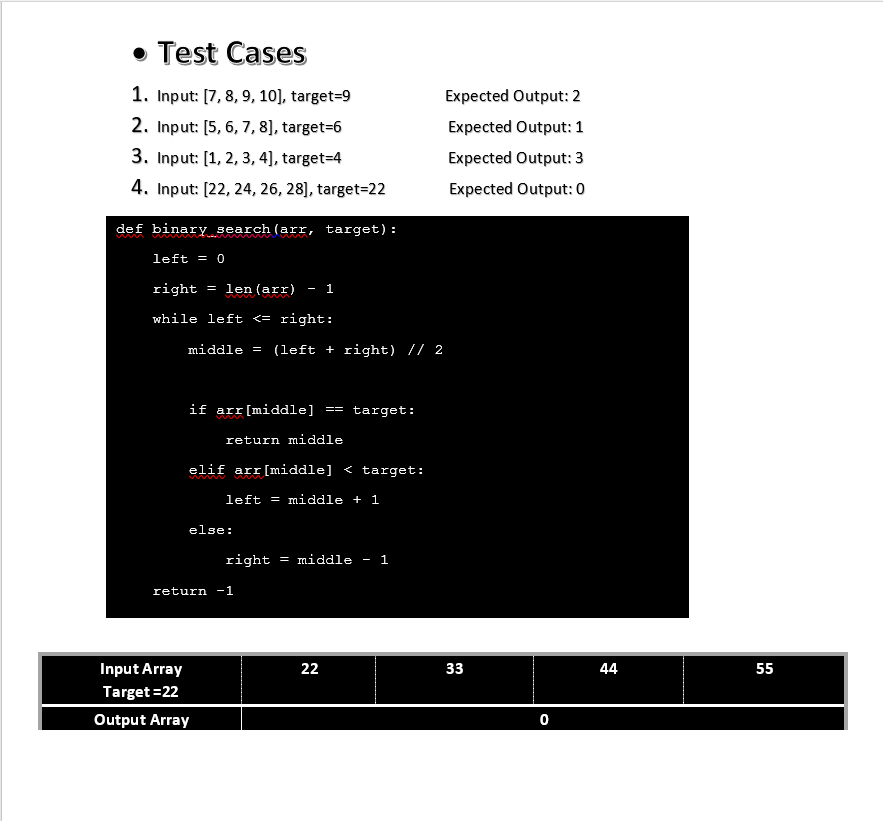 • Test Cases
1. Input: [7, 8, 9, 10], target=9 Expected Output: 2
2. Input: [5, 6, 7, 8], target=6 Expected Output: 1
3. Input: [1, 2, 3, 4], target=4 Expected Output: 3
4. Input: [22, 24, 26, 28], target=22 Expected Output: 0
def binary_search(arr, target):
    left = 0
    right = len(arr) - 1
    while left <= right:
        middle = (left + right) // 2
        if arr[middle] == target:
            return middle
        elif arr[middle] < target:
            left = middle + 1
        else:
            right = middle - 1
    return -1
Input Array 22 33 44 55
Target =22
Output Array 0